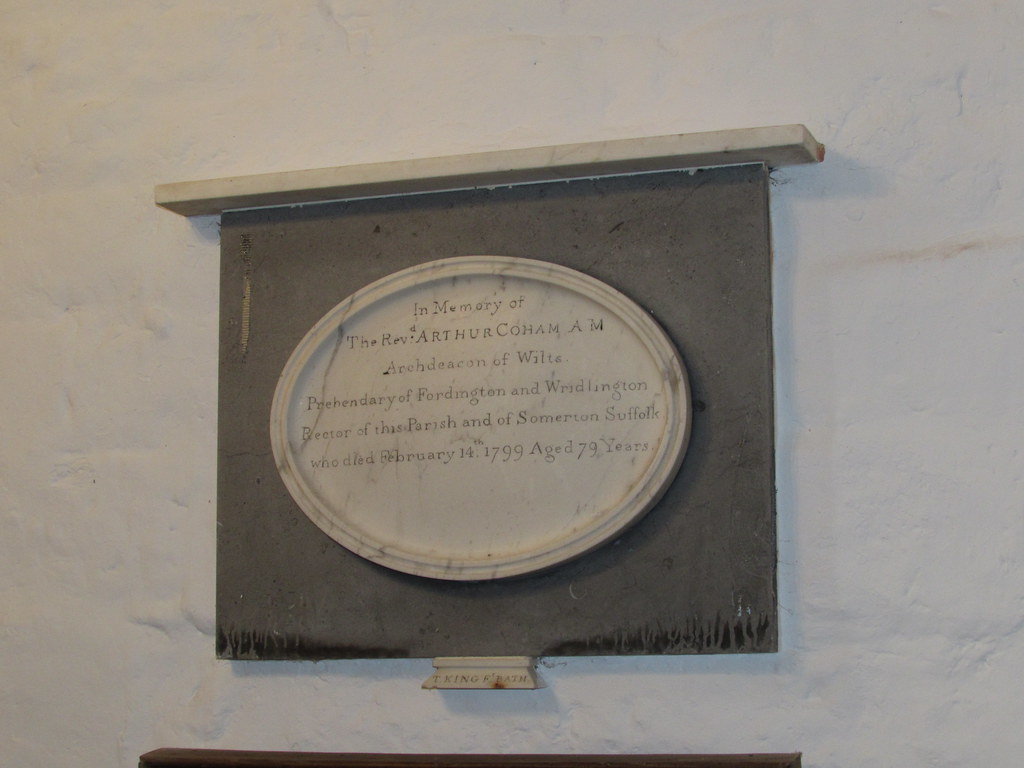 In Memory of
The Revd. ARTHUR COHAM A M
Archdeacon of Wilts.
Prebendary of Fordington and Wridlington
Rector of this Parish and of Somerton Suffolk
who died February 14th. 1799 Aged 79 Years.
T. KING Ft BATH